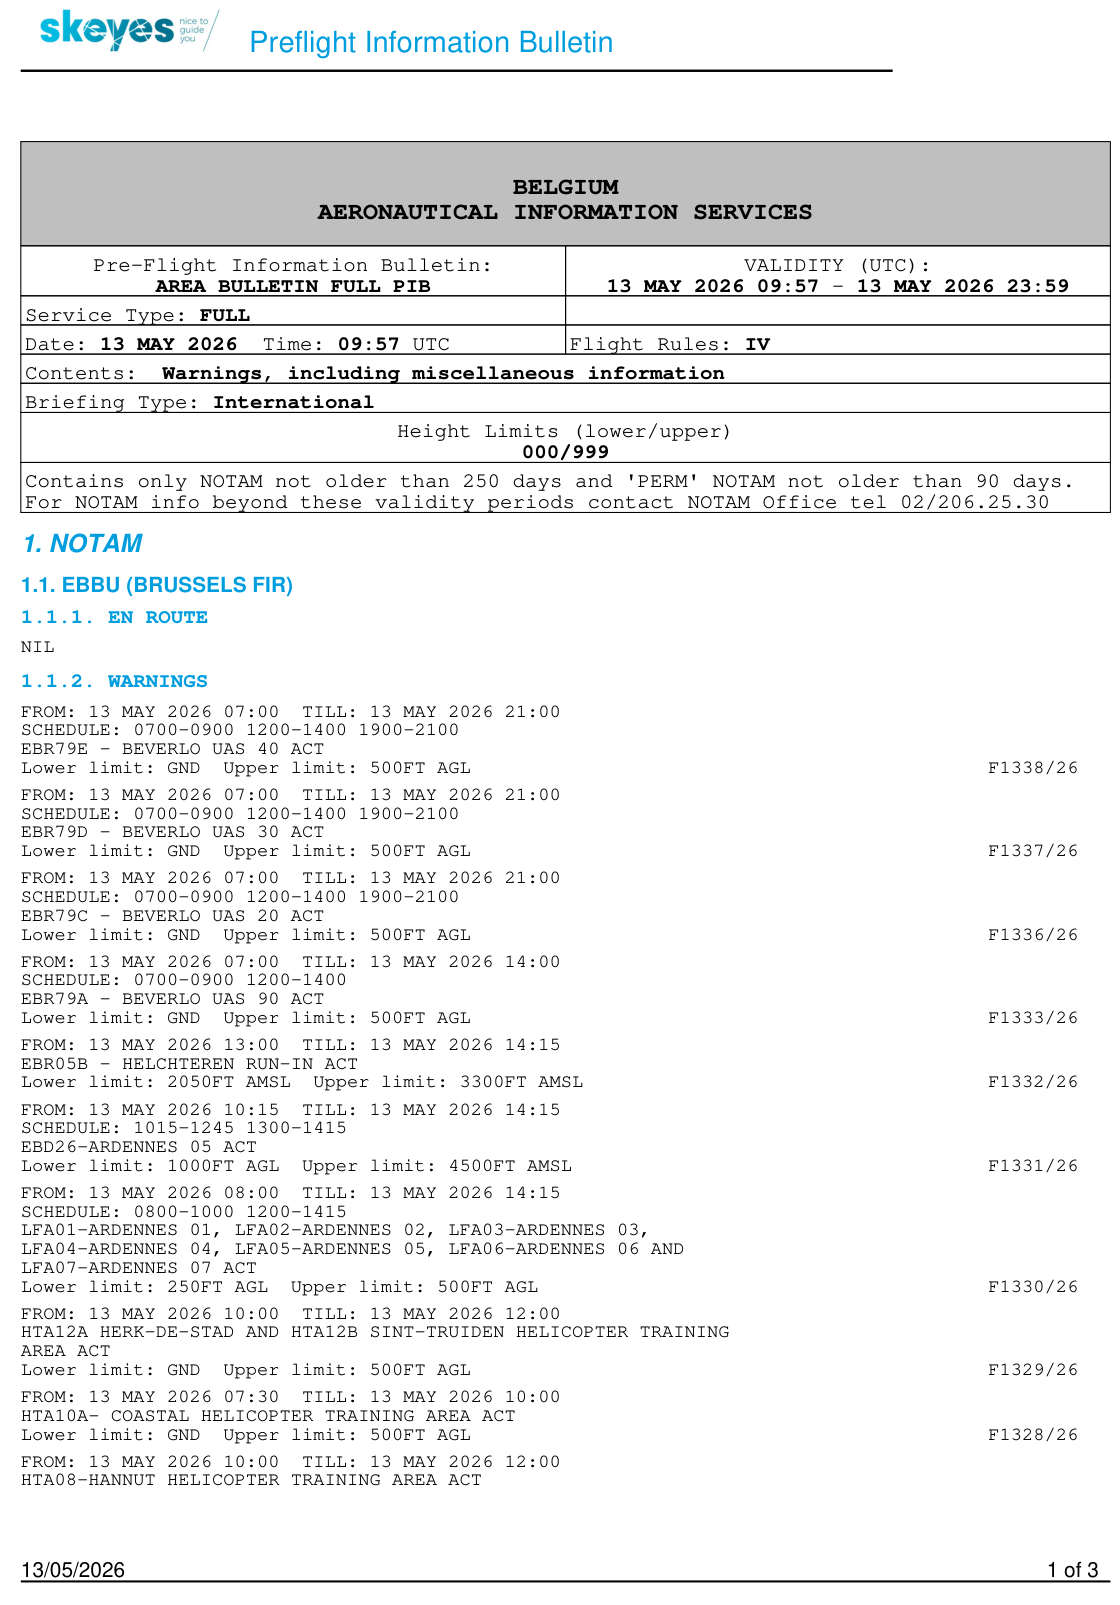 skeyes nice to guide you
Preflight Information Bulletin
BELGIUM
AERONAUTICAL INFORMATION SERVICES
Pre-Flight Information Bulletin:
AREA BULLETIN FULL PIB
VALIDITY (UTC):
13 MAY 2026 09:57 - 13 MAY 2026 23:59
Service Type: FULL
Date: 13 MAY 2026 Time: 09:57 UTC
Flight Rules: IV
Contents: Warnings, including miscellaneous information
Briefing Type: International
Height Limits (lower/upper)
000/999
Contains only NOTAM not older than 250 days and 'PERM' NOTAM not older than 90 days.
For NOTAM info beyond these validity periods contact NOTAM Office tel 02/206.25.30
1. NOTAM
1.1. EBBU (BRUSSELS FIR)
1.1.1. EN ROUTE
NIL
1.1.2. WARNINGS
FROM: 13 MAY 2026 07:00 TILL: 13 MAY 2026 21:00
SCHEDULE: 0700-0900 1200-1400 1900-2100
EBR79E - BEVERLO UAS 40 ACT
Lower limit: GND Upper limit: 500FT AGL F1338/26
FROM: 13 MAY 2026 07:00 TILL: 13 MAY 2026 21:00
SCHEDULE: 0700-0900 1200-1400 1900-2100
EBR79D - BEVERLO UAS 30 ACT
Lower limit: GND Upper limit: 500FT AGL F1337/26
FROM: 13 MAY 2026 07:00 TILL: 13 MAY 2026 21:00
SCHEDULE: 0700-0900 1200-1400 1900-2100
EBR79C - BEVERLO UAS 20 ACT
Lower limit: GND Upper limit: 500FT AGL F1336/26
FROM: 13 MAY 2026 07:00 TILL: 13 MAY 2026 14:00
SCHEDULE: 0700-0900 1200-1400
EBR79A - BEVERLO UAS 90 ACT
Lower limit: GND Upper limit: 500FT AGL F1333/26
FROM: 13 MAY 2026 13:00 TILL: 13 MAY 2026 14:15
EBR05B - HELCHTEREN RUN-IN ACT
Lower limit: 2050FT AMSL Upper limit: 3300FT AMSL F1332/26
FROM: 13 MAY 2026 10:15 TILL: 13 MAY 2026 14:15
SCHEDULE: 1015-1245 1300-1415
EBD26-ARDENNES 05 ACT
Lower limit: 1000FT AGL Upper limit: 4500FT AMSL F1331/26
FROM: 13 MAY 2026 08:00 TILL: 13 MAY 2026 14:15
SCHEDULE: 0800-1000 1200-1415
LFA01-ARDENNES 01, LFA02-ARDENNES 02, LFA03-ARDENNES 03,
LFA04-ARDENNES 04, LFA05-ARDENNES 05, LFA06-ARDENNES 06 AND
LFA07-ARDENNES 07 ACT
Lower limit: 250FT AGL Upper limit: 500FT AGL F1330/26
FROM: 13 MAY 2026 10:00 TILL: 13 MAY 2026 12:00
HTA12A HERK-DE-STAD AND HTA12B SINT-TRUIDEN HELICOPTER TRAINING
AREA ACT
Lower limit: GND Upper limit: 500FT AGL F1329/26
FROM: 13 MAY 2026 07:30 TILL: 13 MAY 2026 10:00
HTA10A- COASTAL HELICOPTER TRAINING AREA ACT
Lower limit: GND Upper limit: 500FT AGL F1328/26
FROM: 13 MAY 2026 10:00 TILL: 13 MAY 2026 12:00
HTA08-HANNUT HELICOPTER TRAINING AREA ACT
13/05/2026 1 of 3